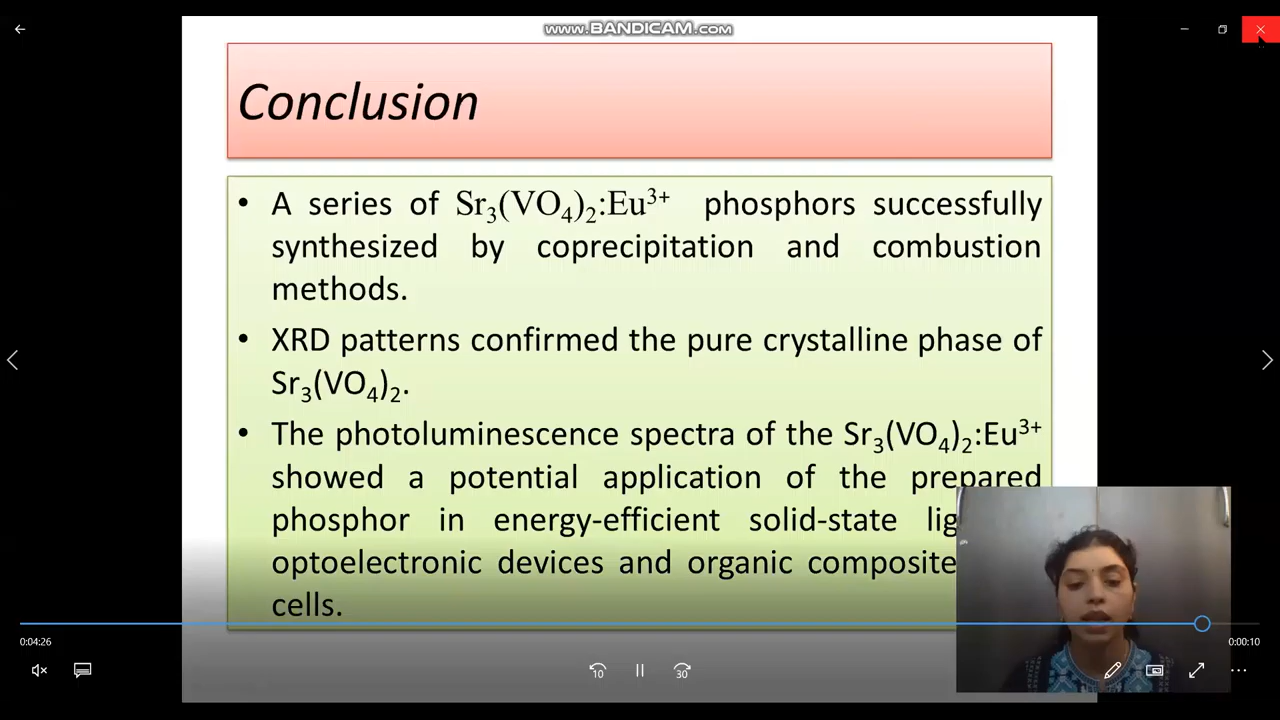 www.BANDICAM.com
Conclusion
• A series of Sr₃(VO₄)₂:Eu³⁺ phosphors successfully
synthesized by coprecipitation and combustion
methods.
• XRD patterns confirmed the pure crystalline phase of
Sr₃(VO₄)₂.
• The photoluminescence spectra of the Sr₃(VO₄)₂:Eu³⁺
showed a potential application of the prepared
phosphor in energy-efficient solid-state
optoelectronic devices and organic composite
cells.
0:04:26
0:00:10
10
30